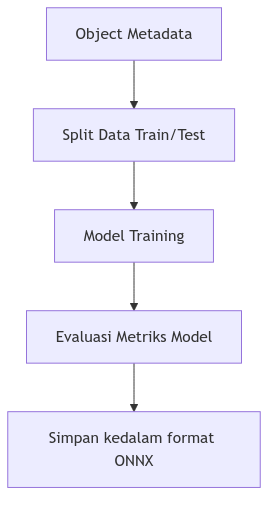 Object Metadata
Split Data Train/Test
Model Training
Evaluasi Metriks Model
Simpan kedalam format
ONNX